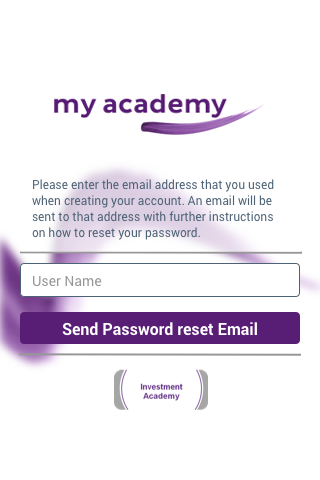 my academy
Please enter the email address that you used
when creating your account. An email will be
sent to that address with further instructions
on how to reset your password.
User Name
Send Password reset Email
Investment
Academy